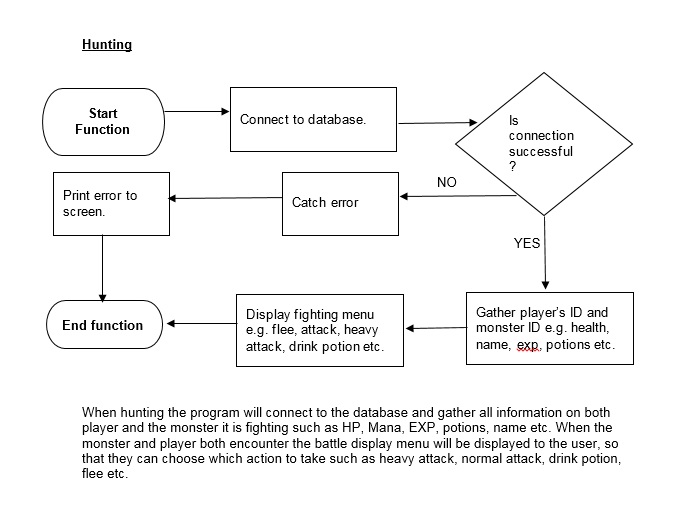 Hunting
Start
Function
Connect to database.
Is
connection
successful
?
NO
Print error to
screen.
Catch error
YES
End function
Display fighting menu
e.g. flee, attack, heavy
attack, drink potion etc.
Gather player's ID and
monster ID e.g. health,
name, exp, potions etc.
When hunting the program will connect to the database and gather all information on both
player and the monster it is fighting such as HP, Mana, EXP, potions, name etc. When the
monster and player both encounter the battle display menu will be displayed to the user, so
that they can choose which action to take such as heavy attack, normal attack, drink potion,
flee etc.